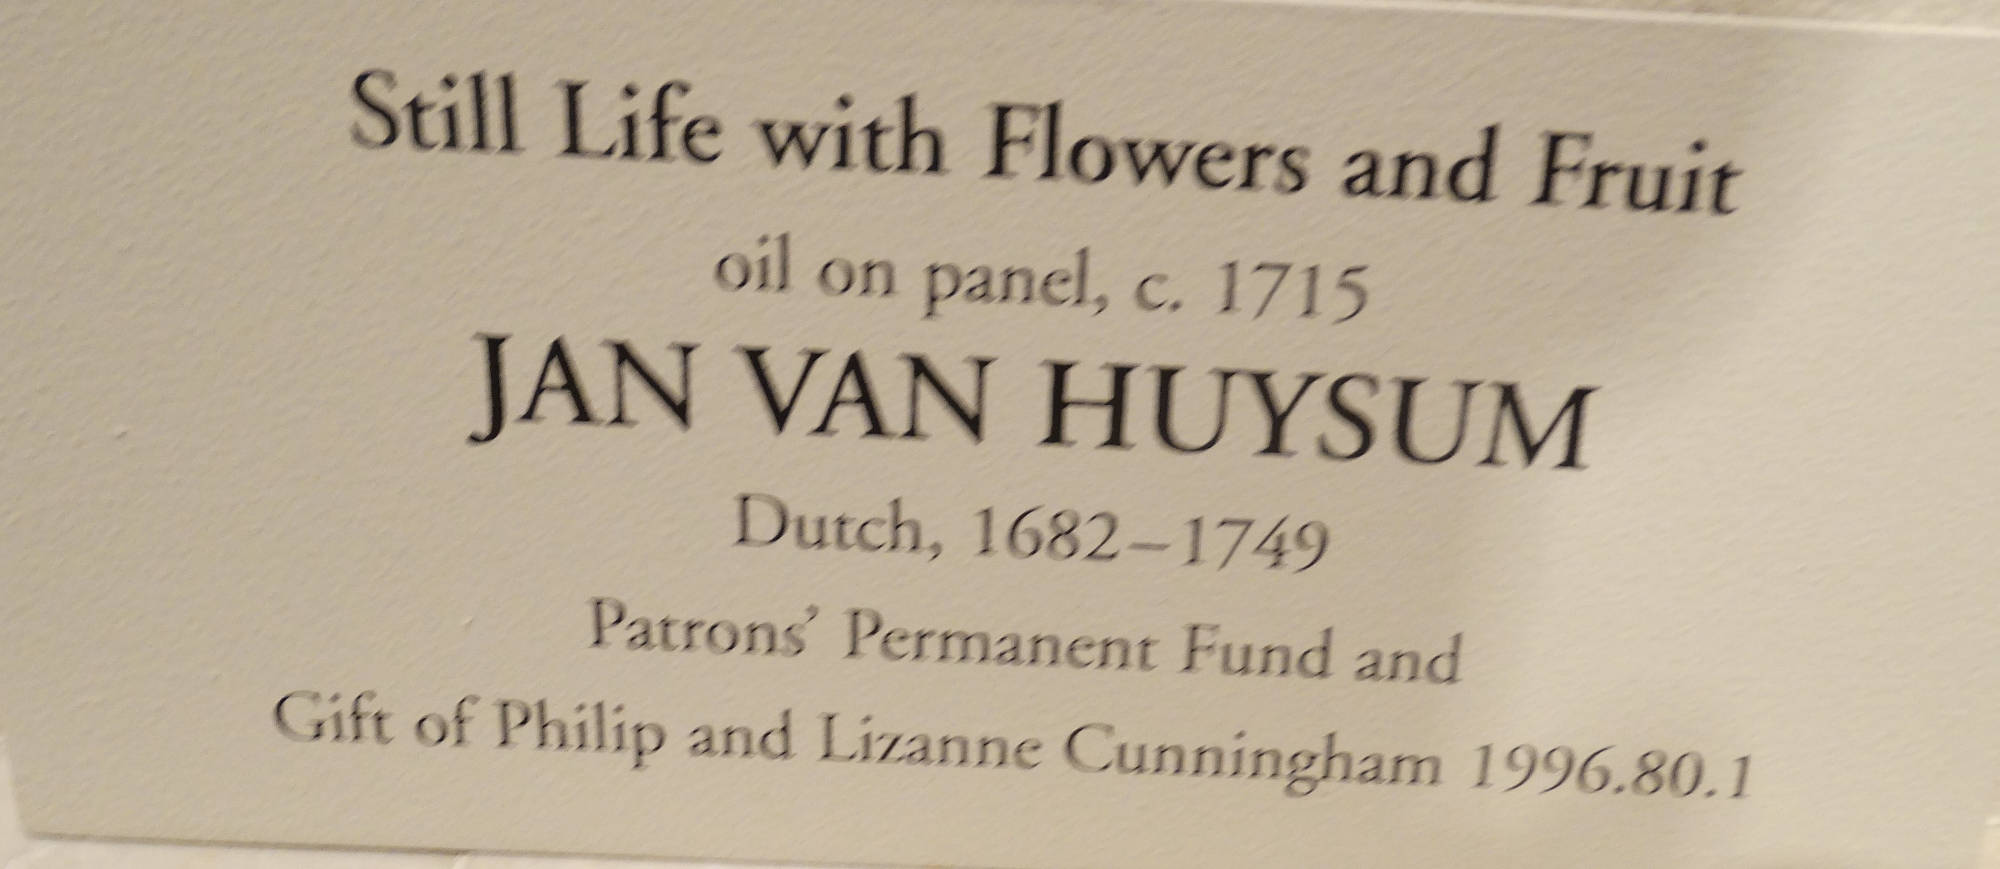 Still Life with Flowers and Fruit
oil on panel, c. 1715
JAN VAN HUYSUM
Dutch, 1682–1749
Patrons’ Permanent Fund and
Gift of Philip and Lizanne Cunningham 1996.80.1